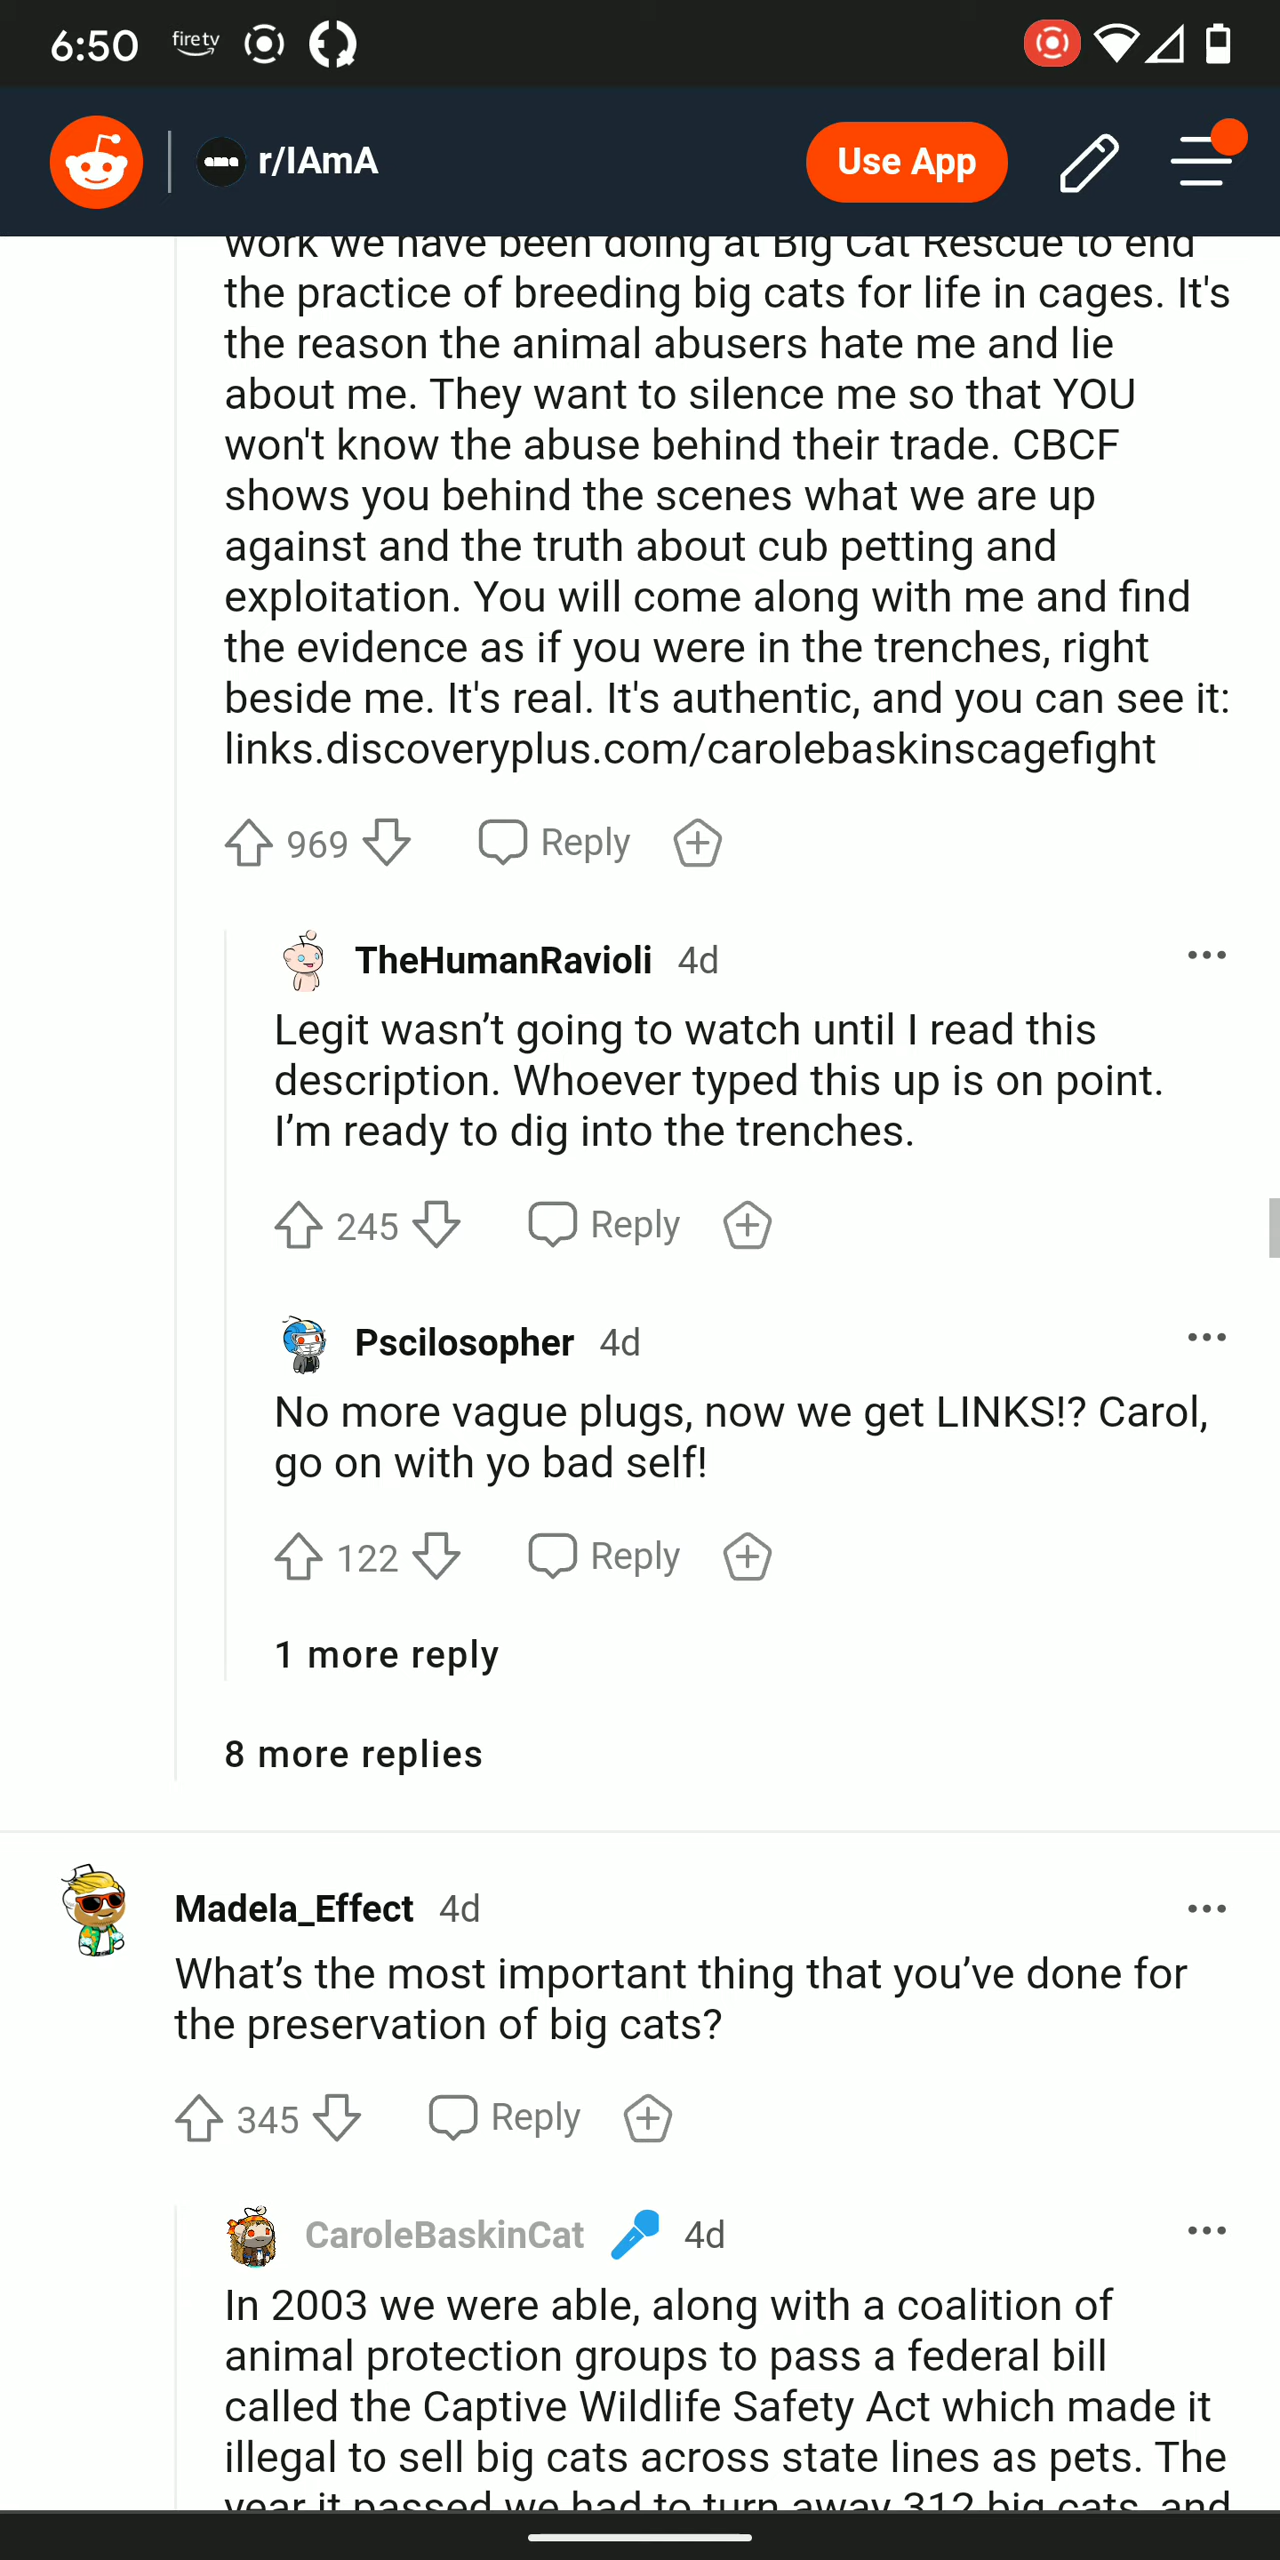 6:50 firetv
r/IAmA Use App
work we have been doing at Big Cat Rescue to end
the practice of breeding big cats for life in cages. It's
the reason the animal abusers hate me and lie
about me. They want to silence me so that YOU
won't know the abuse behind their trade. CBCF
shows you behind the scenes what we are up
against and the truth about cub petting and
exploitation. You will come along with me and find
the evidence as if you were in the trenches, right
beside me. It's real. It's authentic, and you can see it:
links.discoveryplus.com/carolebaskinscagefight
969 Reply
TheHumanRavioli 4d
Legit wasn’t going to watch until I read this
description. Whoever typed this up is on point.
I’m ready to dig into the trenches.
245 Reply
Pscilosopher 4d
No more vague plugs, now we get LINKS!? Carol,
go on with yo bad self!
122 Reply
1 more reply
8 more replies
Madela_Effect 4d
What’s the most important thing that you’ve done for
the preservation of big cats?
345 Reply
CaroleBaskinCat 4d
In 2003 we were able, along with a coalition of
animal protection groups to pass a federal bill
called the Captive Wildlife Safety Act which made it
illegal to sell big cats across state lines as pets. The
year it passed we had to turn away 312 big cats, and